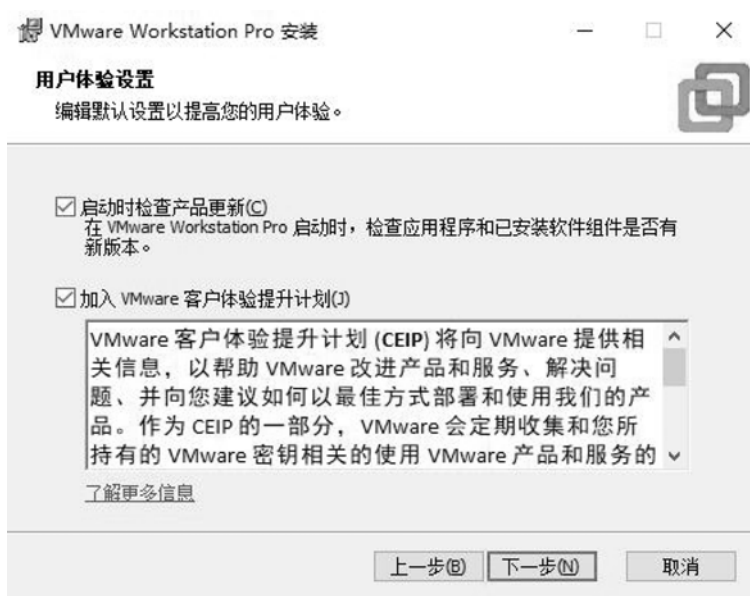 VMware Workstation Pro 安装
用户体验设置
编辑默认设置以提高您的用户体验。
启动时检查产品更新(C)
在 VMware Workstation Pro 启动时，检查应用程序和已安装软件组件是否有
新版本。
加入 VMware 客户体验提升计划(J)
VMware 客户体验提升计划 (CEIP) 将向 VMware 提供相
关信息，以帮助 VMware 改进产品和服务、解决问
题、并向您建议如何以最佳方式部署和使用我们的产
品。作为 CEIP 的一部分，VMware 会定期收集和您所
持有的 VMware 密钥相关的使用 VMware 产品和服务的
了解更多信息
上一步(B) 下一步(N) 取消